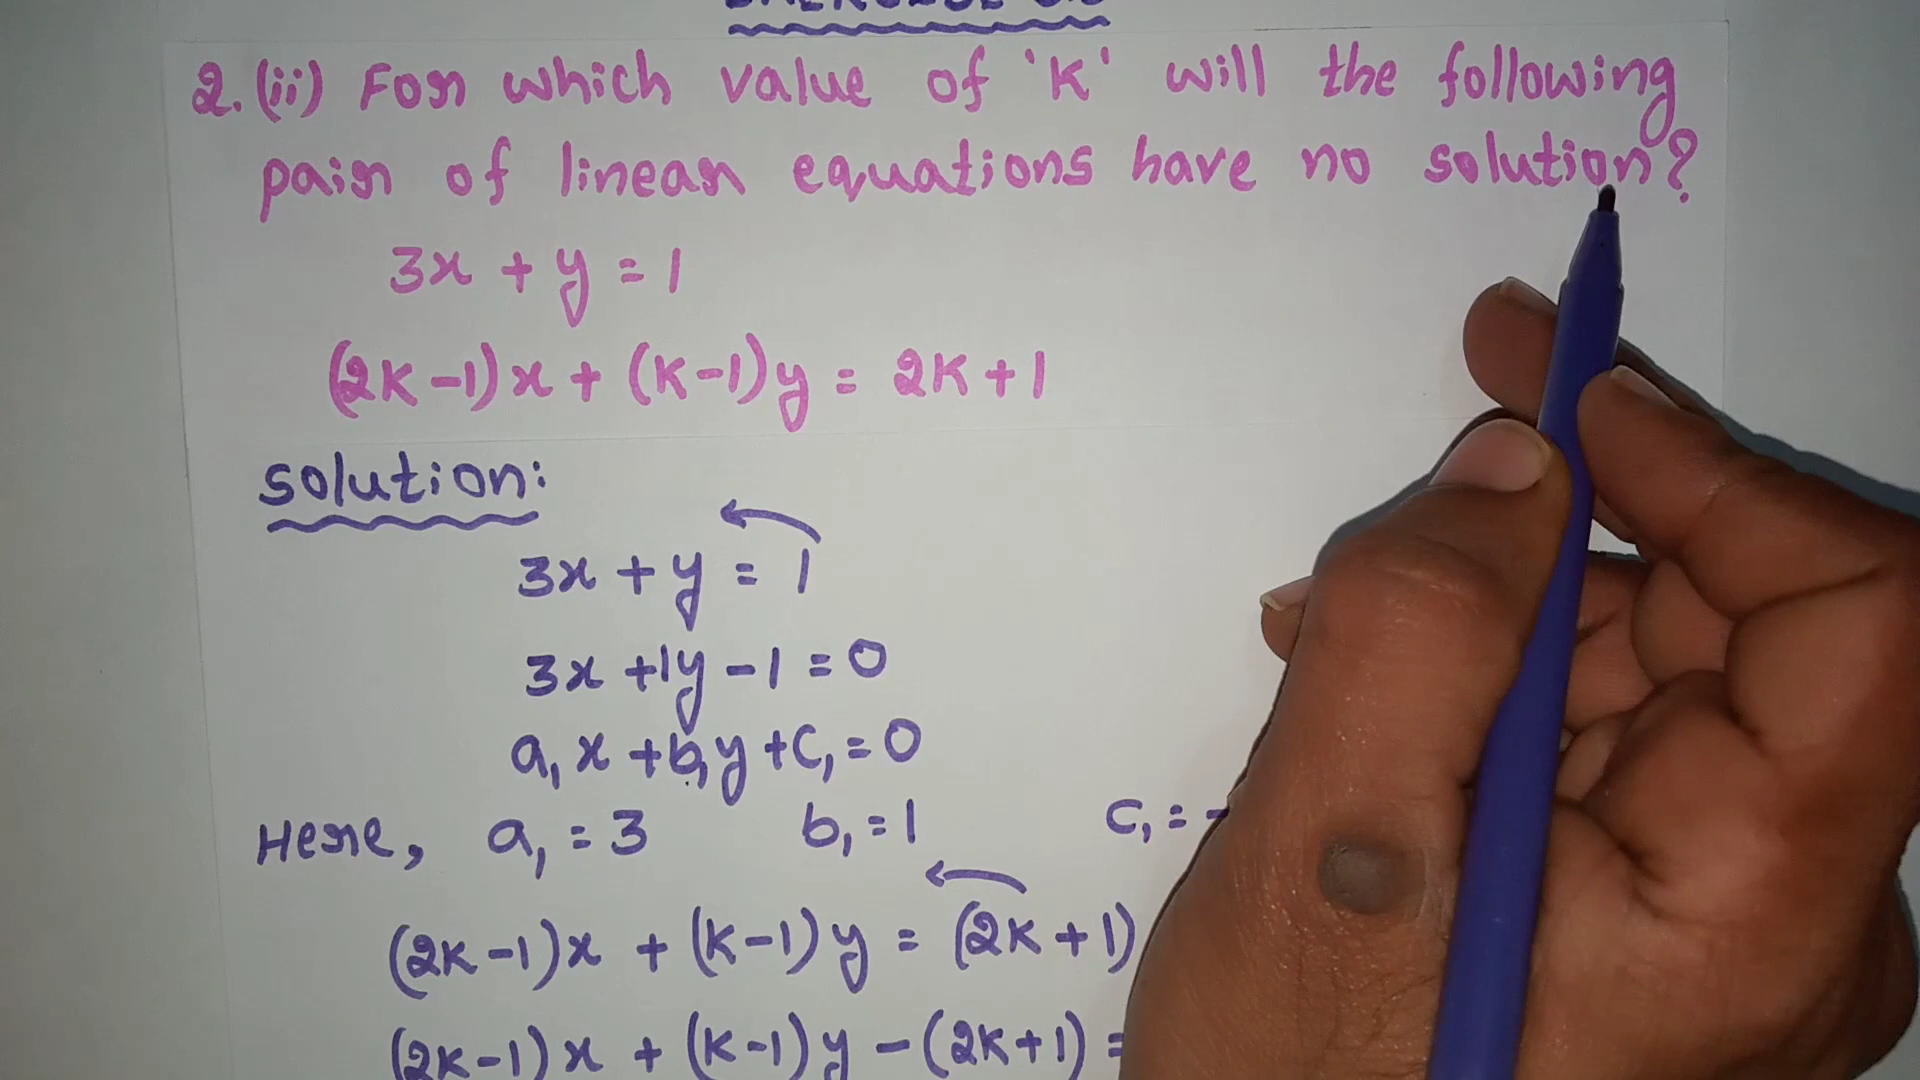 2. (ii) For which value of 'K' will the following
pair of linear equations have no solution?
3x + y = 1
(2K-1)x + (K-1)y = 2K+1
Solution:
3x + y = 1
3x +1y - 1 = 0
a₁x + b₁y + c₁ = 0
Here, a₁ = 3 b₁ = 1 c₁ = -
(2K-1)x + (K-1)y = (2K+1)
(2K-1)x + (K-1)y - (2K+1) =